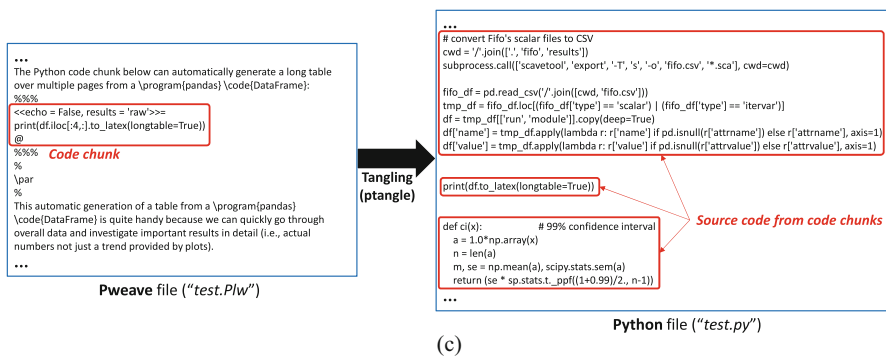 ...
The Python code chunk below can automatically generate a long table
over multiple pages from a \program{pandas} \code{DataFrame}:
%%%
<<echo = False, results = 'raw'>>=
print(df.iloc[:4,:].to_latex(longtable=True))
@
Code chunk
%%%
%
\par
%
This automatic generation of a table from a \program{pandas}
\code{DataFrame} is quite handy because we can quickly go through
overall data and investigate important results in detail (i.e., actual
numbers not just a trend provided by plots).
...
Pweave file ("test.Plw")
Tangling
(ptangle)
...
# convert Fifo's scalar files to CSV
cwd = '/'.join(['.', 'fifo', 'results'])
subprocess.call(['scavetool', 'export', '-T', 's', '-o', 'fifo.csv', '*.sca'], cwd=cwd)
fifo_df = pd.read_csv('/'.join([cwd, 'fifo.csv']))
tmp_df = fifo_df.loc[(fifo_df['type'] == 'scalar') | (fifo_df['type'] == 'itervar')]
df = tmp_df[['run', 'module']].copy(deep=True)
df['name'] = tmp_df.apply(lambda r: r['name'] if pd.isnull(r['attrname']) else r['attrname'], axis=1)
df['value'] = tmp_df.apply(lambda r: r['value'] if pd.isnull(r['attrvalue']) else r['attrvalue'], axis=1)
print(df.to_latex(longtable=True))
Source code from code chunks
def ci(x): # 99% confidence interval
a = 1.0*np.array(x)
n = len(a)
m, se = np.mean(a), scipy.stats.sem(a)
return (se * sp.stats.t._ppf((1+0.99)/2., n-1))
...
Python file ("test.py")
(c)